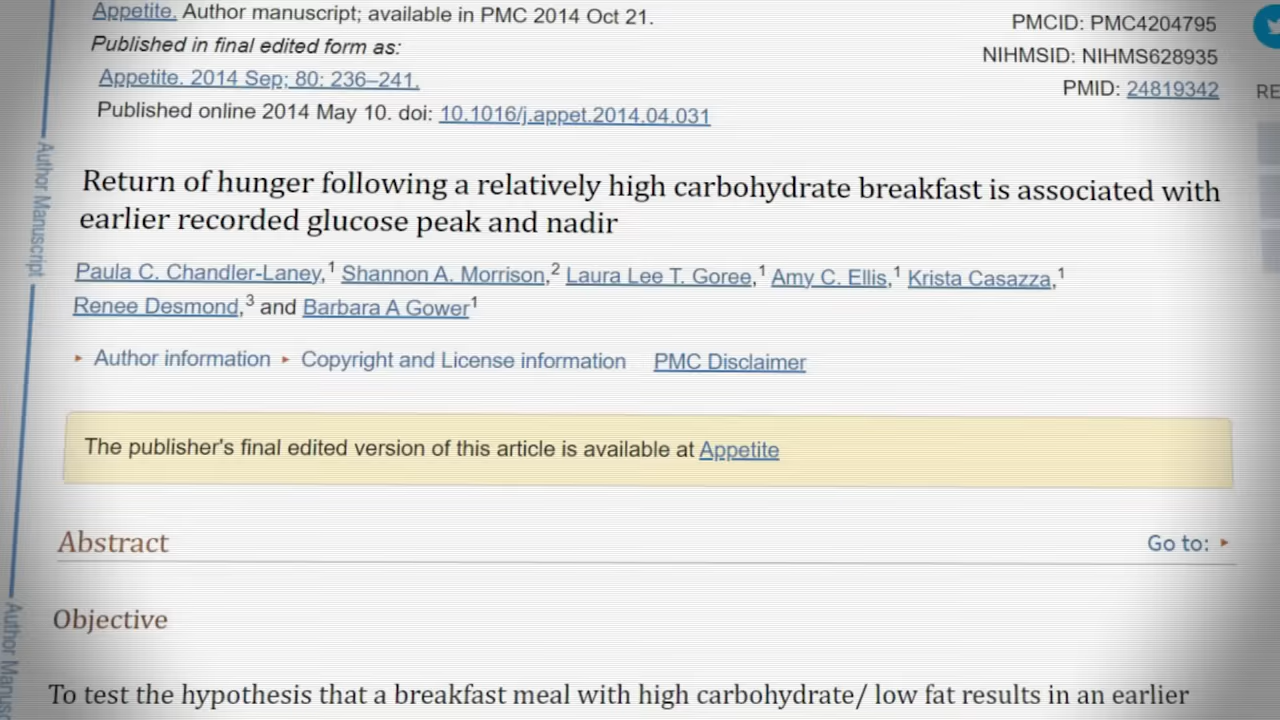 Appetite. Author manuscript; available in PMC 2014 Oct 21.
Published in final edited form as:
Appetite. 2014 Sep; 80: 236–241.
Published online 2014 May 10. doi: 10.1016/j.appet.2014.04.031
PMCID: PMC4204795
NIHMSID: NIHMS628935
PMID: 24819342
RE
Author Manuscript
Return of hunger following a relatively high carbohydrate breakfast is associated with
earlier recorded glucose peak and nadir
Paula C. Chandler-Laney,1 Shannon A. Morrison,2 Laura Lee T. Goree,1 Amy C. Ellis,1 Krista Casazza,1
Renee Desmond,3 and Barbara A Gower1
Author information Copyright and License information PMC Disclaimer
The publisher's final edited version of this article is available at Appetite
Abstract
Go to:
Objective
Author Manus
To test the hypothesis that a breakfast meal with high carbohydrate/ low fat results in an earlier